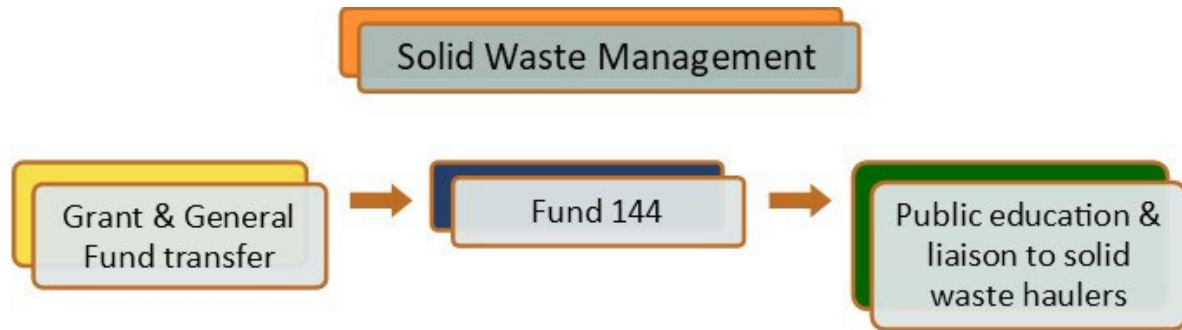 Solid Waste Management
Grant & General
Fund transfer
Fund 144
Public education &
liaison to solid
waste haulers